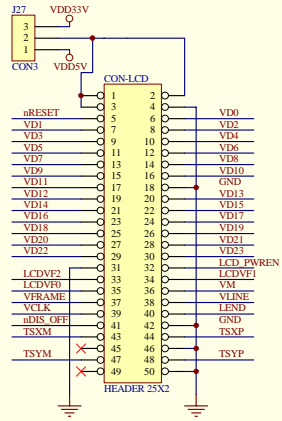 J27
VDD33V
3
2
1
CON3
VDD5V
CON-LCD
1 2
3 4
nRESET 5 6 VD0
VD1 7 8 VD2
VD3 9 10 VD4
VD5 11 12 VD6
VD7 13 14 VD8
VD9 15 16 VD10
VD11 17 18 GND
VD12 19 20 VD13
VD14 21 22 VD15
VD16 23 24 VD17
VD18 25 26 VD19
VD20 27 28 VD21
VD22 29 30 VD23
31 32 LCD_PWREN
LCDVF2 33 34 LCDVF1
LCDVF0 35 36 VM
VFRAME 37 38 VLINE
VCLK 39 40 LEND
nDIS_OFF 41 42 GND
TSXM 43 44 TSXP
45 46
TSYM 47 48 TSYP
49 50
HEADER 25X2